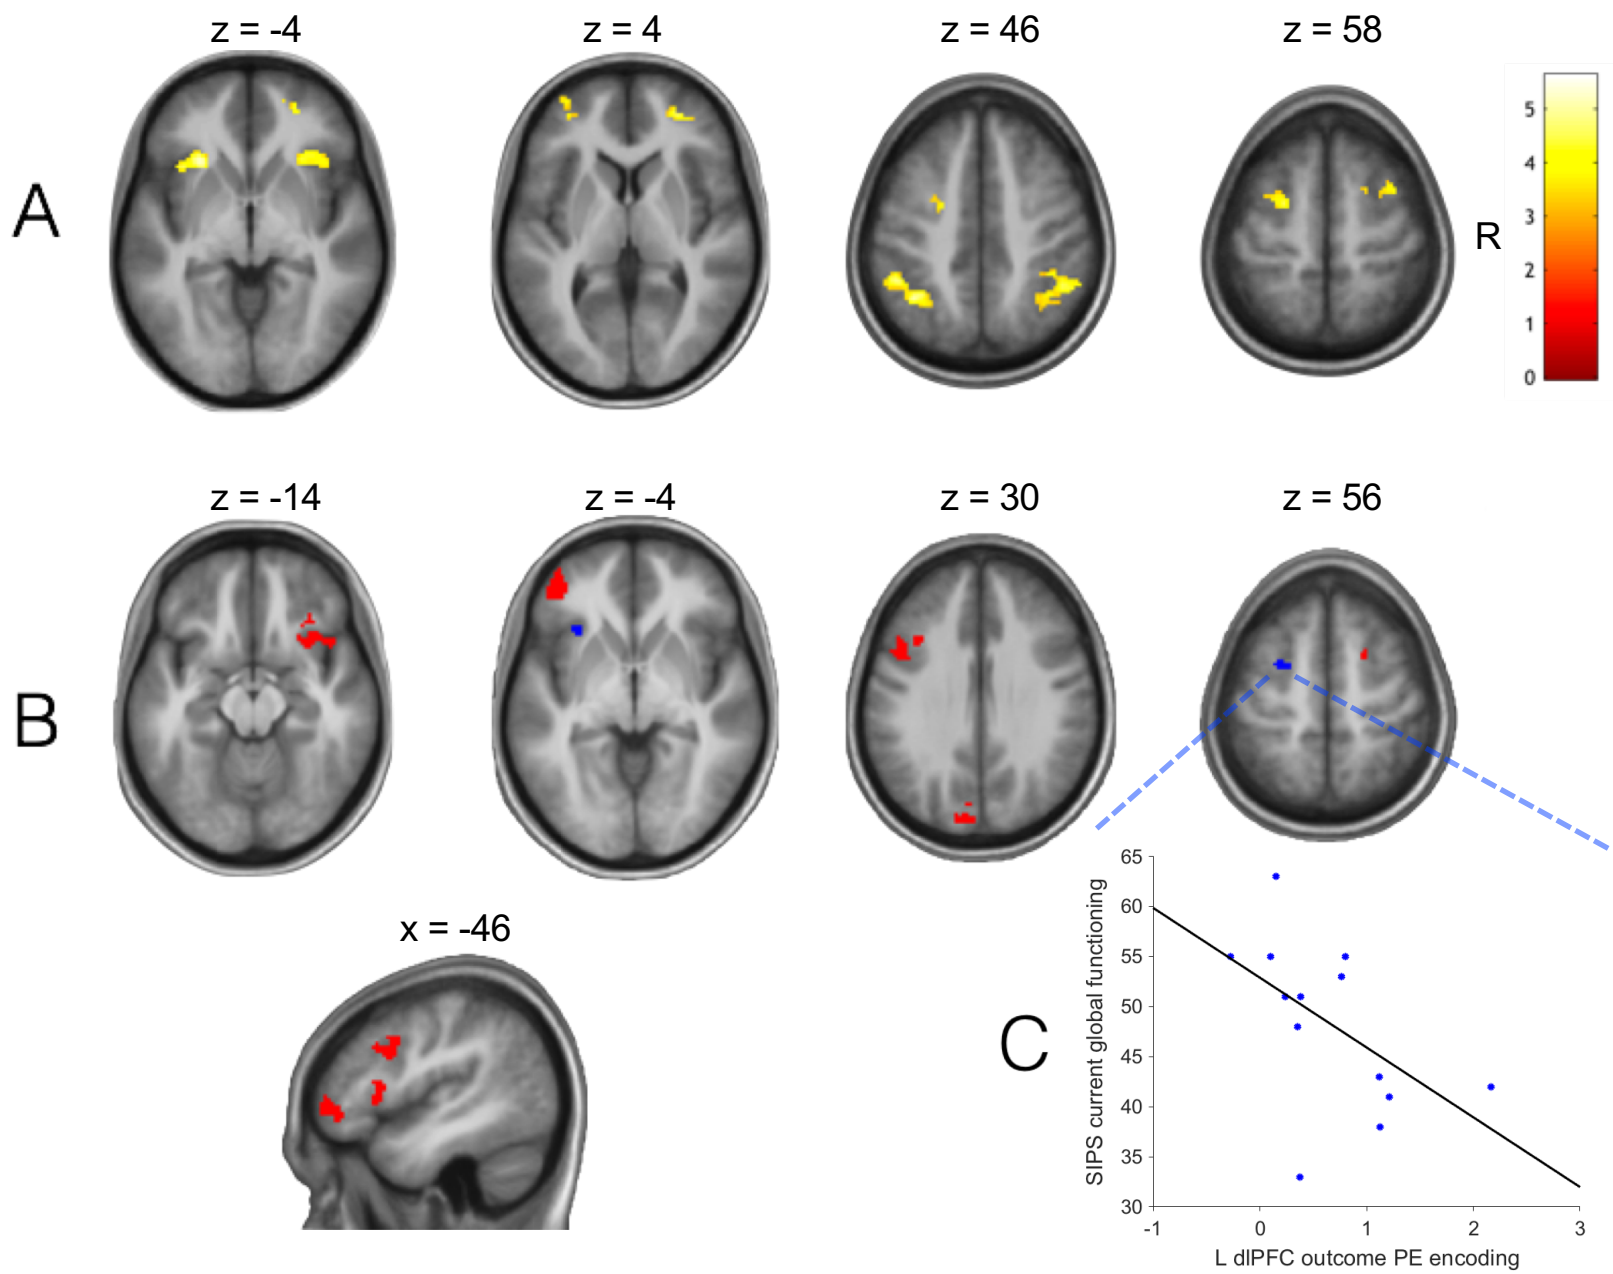 z = -4
z = 4
z = 46
z = 58
A
R
5
4
3
2
1
0
z = -14
z = -4
z = 30
z = 56
B
x = -46
C
SIPS current global functioning
65
60
55
50
45
40
35
30
-1
0
1
2
3
L dlPFC outcome PE encoding